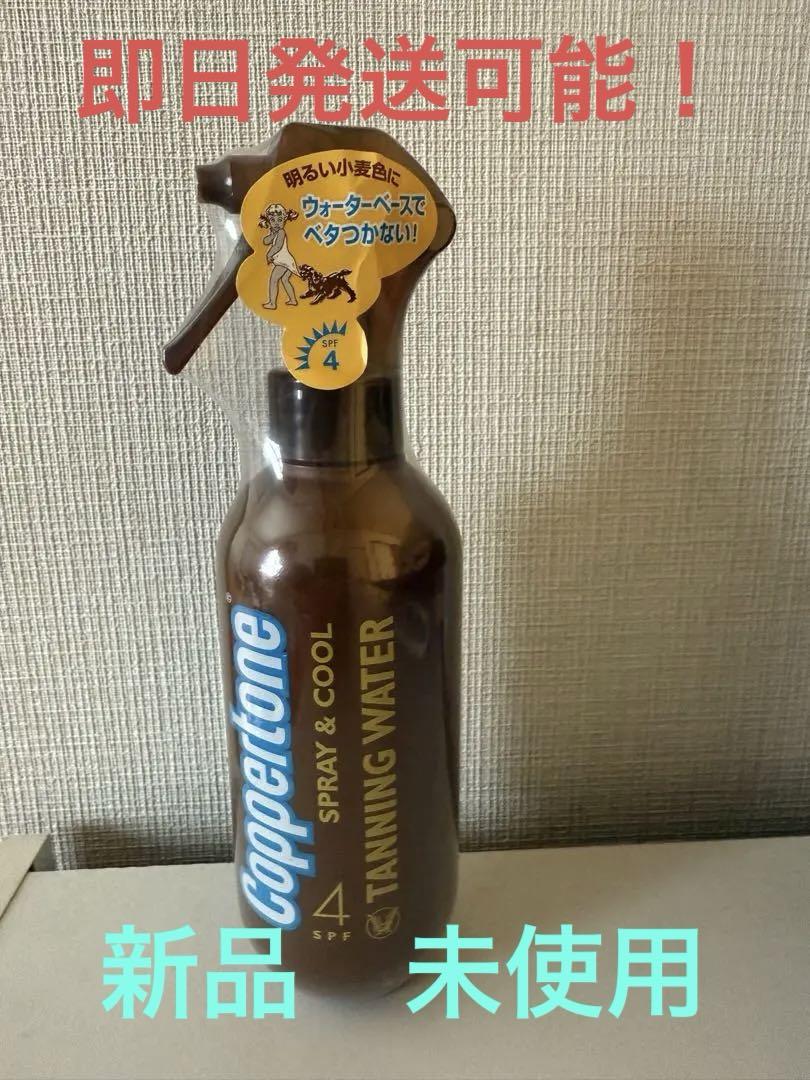 即日発送可能！
明るい小麦色に
ウォーターベースで
ベタつかない!
SPF
4
Coppertone®
SPRAY & COOL
TANNING WATER
4
SPF
新品 未使用